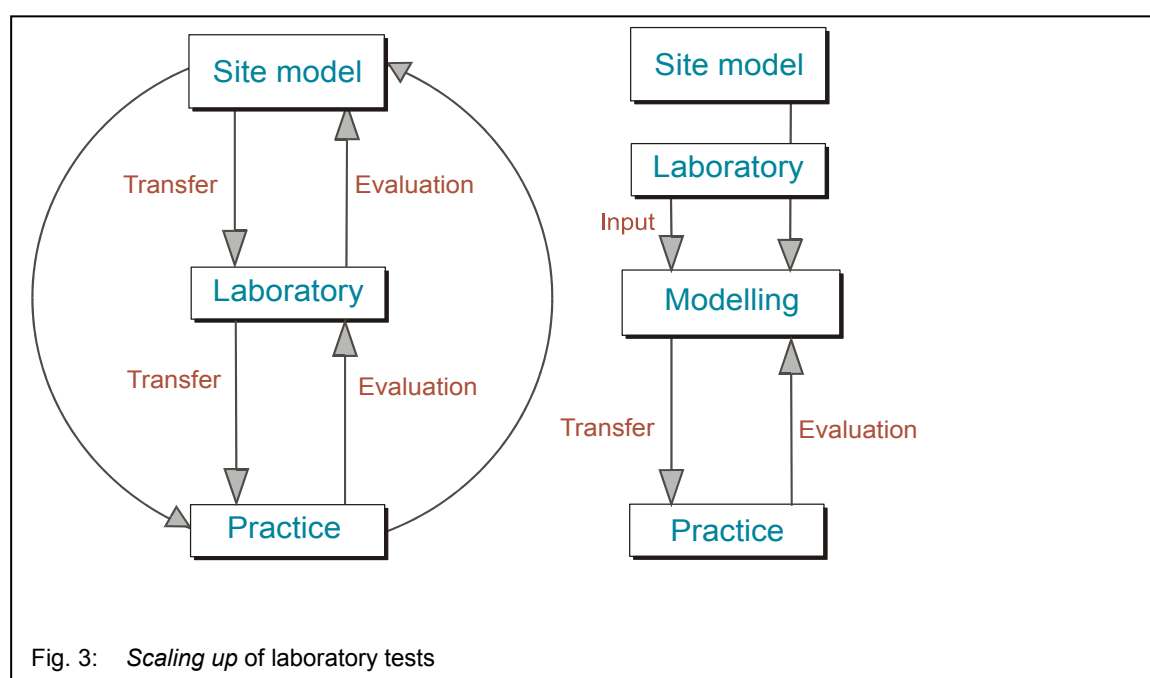 Site model
Transfer
Evaluation
Laboratory
Transfer
Evaluation
Practice
Site model
Laboratory
Input
Modelling
Transfer
Evaluation
Practice
Fig. 3: Scaling up of laboratory tests